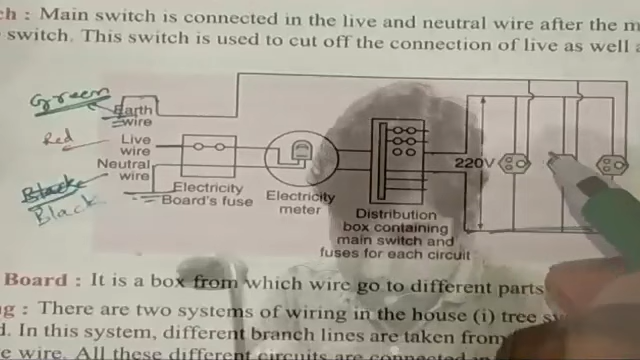 ch : Main switch is connected in the live and neutral wire after the m
switch. This switch is used to cut off the connection of live as well a
Green
Earth
wire
Red
Live
wire
Neutral
wire
Black
Black
Electricity
Board's fuse
Electricity
meter
Distribution
box containing
main switch and
fuses for each circuit
220V
Board : It is a box from which wire go to different parts
ng : There are two systems of wiring in the house (i) tree sy
d. In this system, different branch lines are taken from
e wire. All these different circuits are connected in